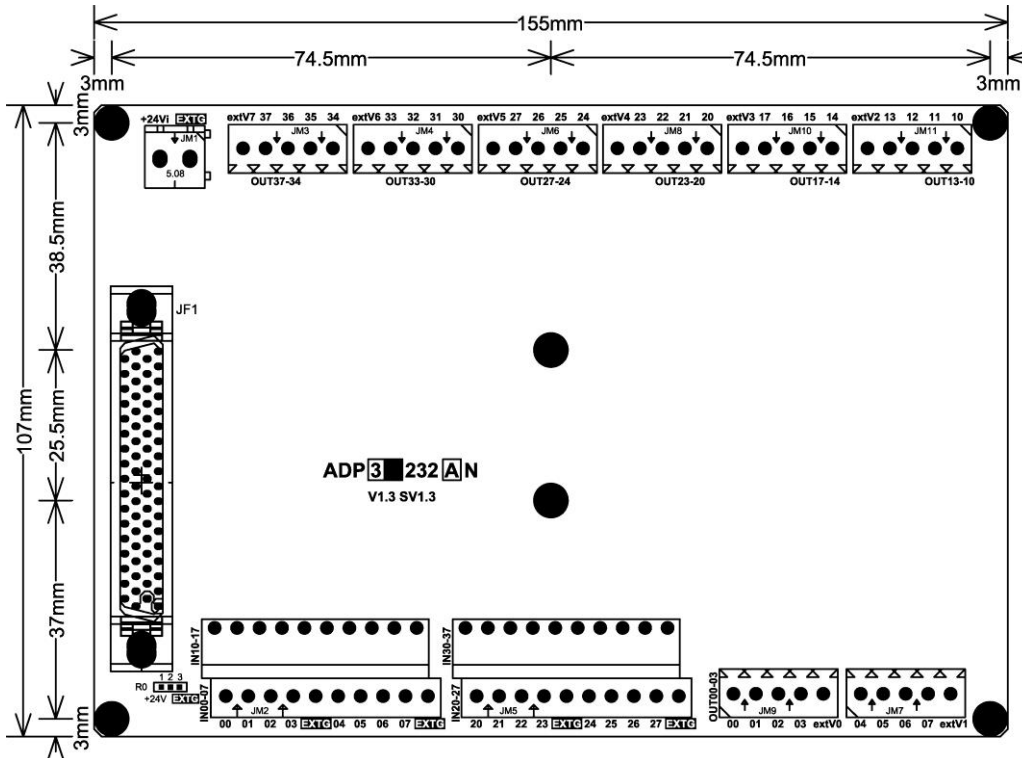 155mm
74.5mm 74.5mm
3mm 3mm
3mm
+24Vi EXTG
JM1
5.08
extV7 37 36 35 34
JM3
OUT37-34
extV6 33 32 31 30
JM4
OUT33-30
extV5 27 26 25 24
JM6
OUT27-24
extV4 23 22 21 20
JM8
OUT23-20
extV3 17 16 15 14
JM10
OUT17-14
extV2 13 12 11 10
JM11
OUT13-10
38.5mm
107mm
25.5mm
37mm
3mm
JF1
ADP 3 232 A N
V1.3 SV1.3
R0
1 2 3
+24V EXTG
IN10-17
IN00-07
JM2
00 01 02 03 EXTG 04 05 06 07 EXTG
IN30-37
IN20-27
JM5
20 21 22 23 EXTG 24 25 26 27 EXTG
OUT00-03
JM9
00 01 02 03 extV0
JM7
04 05 06 07 extV1